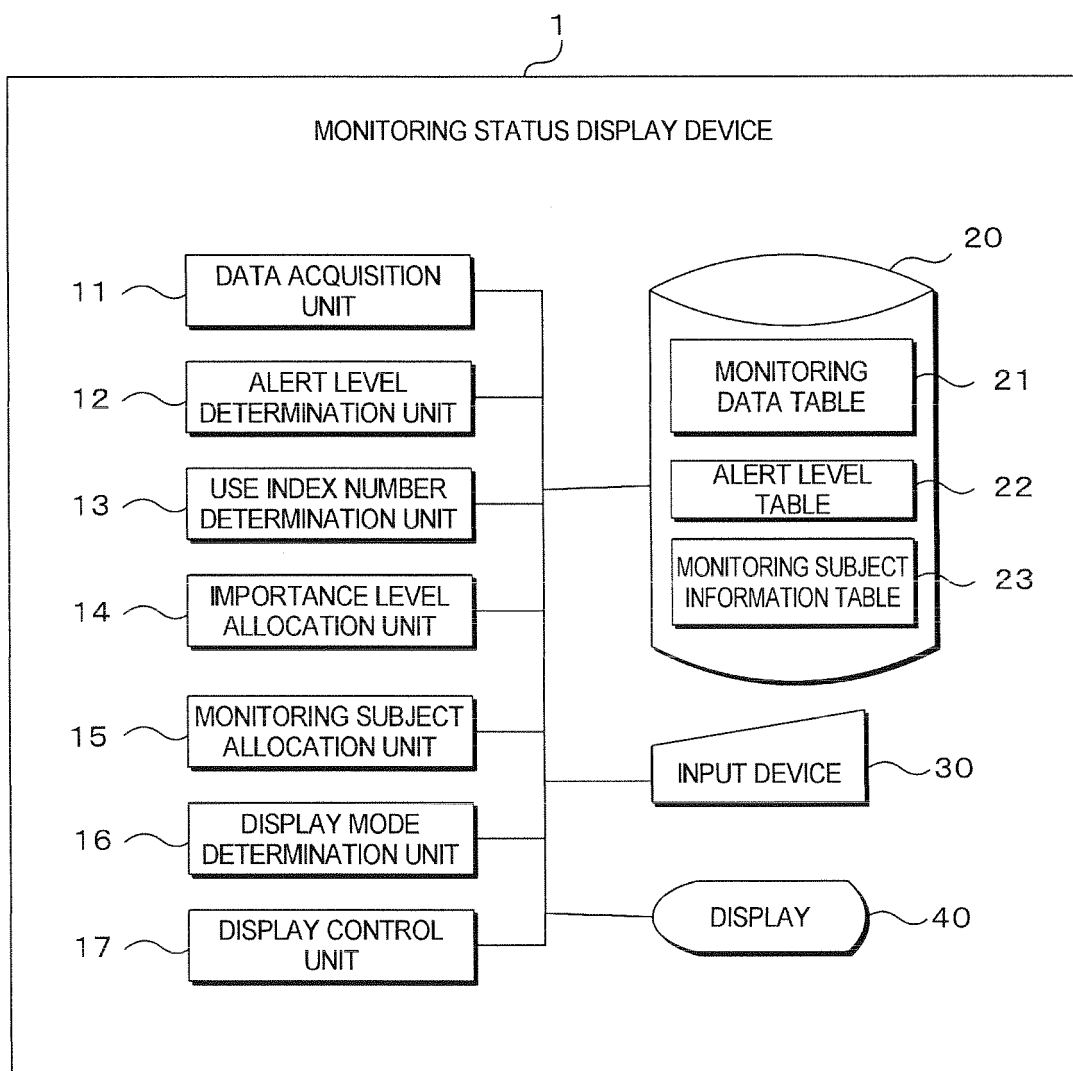 1
MONITORING STATUS DISPLAY DEVICE
11
DATA ACQUISITION
UNIT
12
ALERT LEVEL
DETERMINATION UNIT
13
USE INDEX NUMBER
DETERMINATION UNIT
14
IMPORTANCE LEVEL
ALLOCATION UNIT
15
MONITORING SUBJECT
ALLOCATION UNIT
16
DISPLAY MODE
DETERMINATION UNIT
17
DISPLAY CONTROL
UNIT
20
MONITORING
DATA TABLE
21
ALERT LEVEL
TABLE
22
MONITORING SUBJECT
INFORMATION TABLE
23
INPUT DEVICE
30
DISPLAY
40